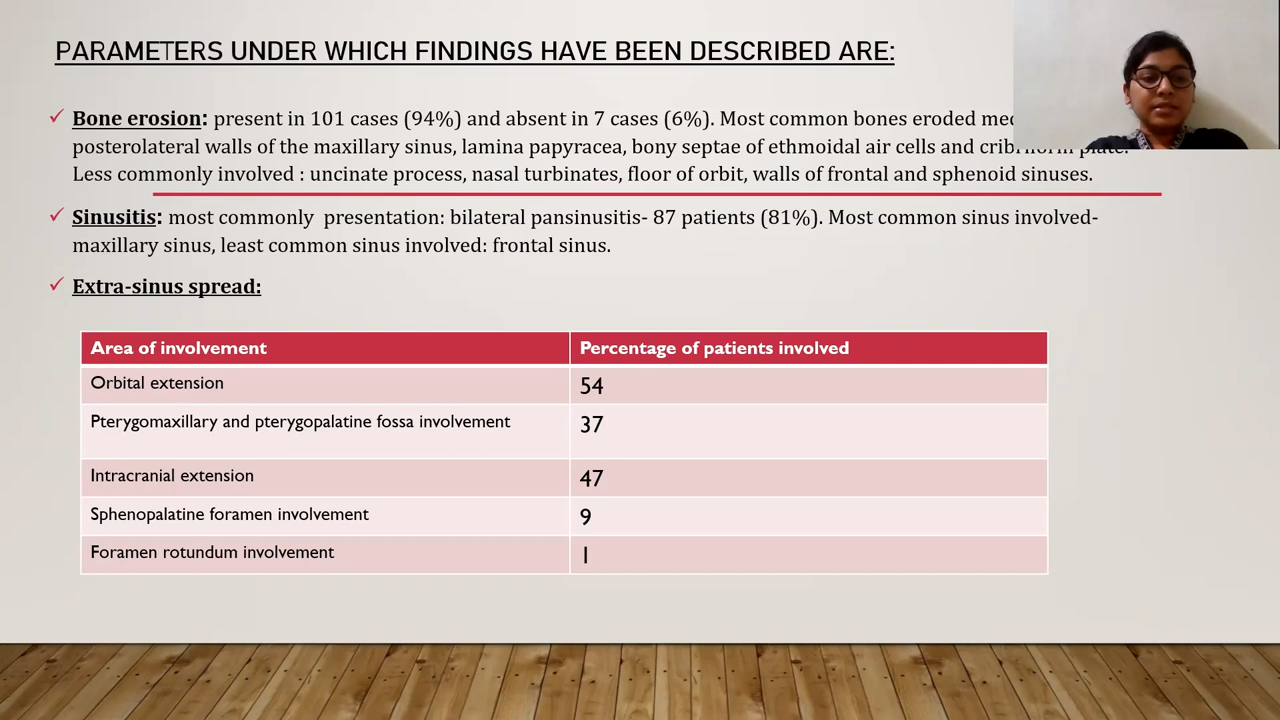 PARAMETERS UNDER WHICH FINDINGS HAVE BEEN DESCRIBED ARE:
✓ Bone erosion: present in 101 cases (94%) and absent in 7 cases (6%). Most common bones eroded
posterolateral walls of the maxillary sinus, lamina papyracea, bony septae of ethmoidal air cells and cribriform plate.
Less commonly involved : uncinate process, nasal turbinates, floor of orbit, walls of frontal and sphenoid sinuses.
✓ Sinusitis: most commonly  presentation: bilateral pansinusitis- 87 patients (81%). Most common sinus involved-
maxillary sinus, least common sinus involved: frontal sinus.
✓ Extra-sinus spread:
Area of involvement Percentage of patients involved
Orbital extension 54
Pterygomaxillary and pterygopalatine fossa involvement 37
Intracranial extension 47
Sphenopalatine foramen involvement 9
Foramen rotundum involvement 1